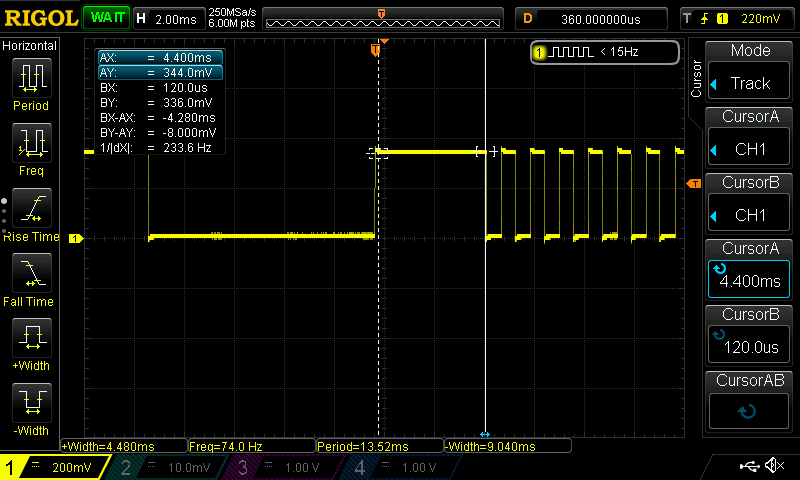 RIGOL WAIT H 2.00ms 250MSa/s 6.00M pts T D 360.000000us T 1 220mV
Horizontal
Period
Freq
Rise Time
Fall Time
+Width
-Width
AX: = 4.400ms
AY: = 344.0mV
BX: = 120.0us
BY: = 336.0mV
BX-AX: = -4.280ms
BY-AY: = -8.000mV
1/|dX|: = 233.6 Hz
T
1 < 15Hz
T
1
Cursor
Mode
Track
CursorA
CH1
CursorB
CH1
CursorA
4.400ms
CursorB
120.0us
CursorAB
+Width=4.480ms Freq=74.0 Hz Period=13.52ms -Width=9.040ms
1 = 200mV 2 = 10.0mV 3 = 1.00 V 4 = 1.00 V